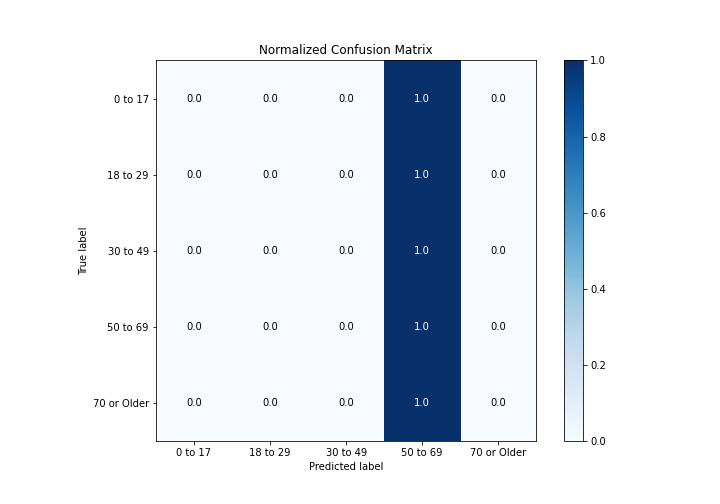 Normalized Confusion Matrix
1.0
0 to 17 0.0 0.0 0.0 1.0 0.0
0.8
18 to 29 0.0 0.0 0.0 1.0 0.0
0.6
True label
30 to 49 0.0 0.0 0.0 1.0 0.0
0.4
50 to 69 0.0 0.0 0.0 1.0 0.0
0.2
70 or Older 0.0 0.0 0.0 1.0 0.0
0.0
0 to 17 18 to 29 30 to 49 50 to 69 70 or Older
Predicted label